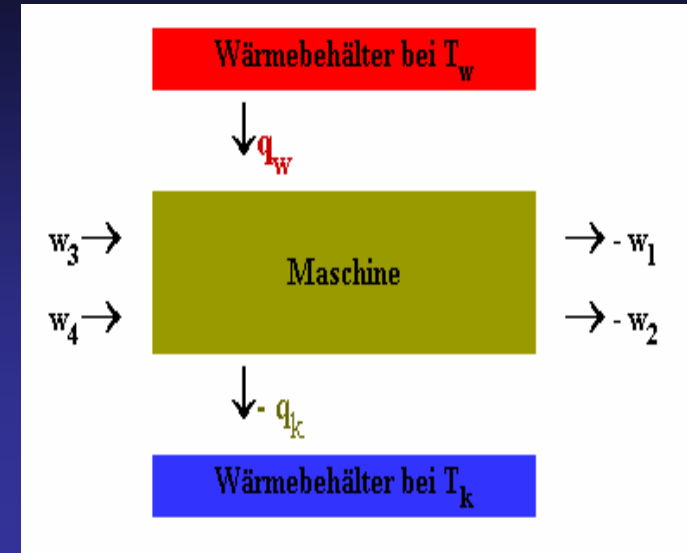 Wärmebehälter bei T_w
q_w
w_3 → → - w_1
Maschine
w_4 → → - w_2
- q_k
Wärmebehälter bei T_k